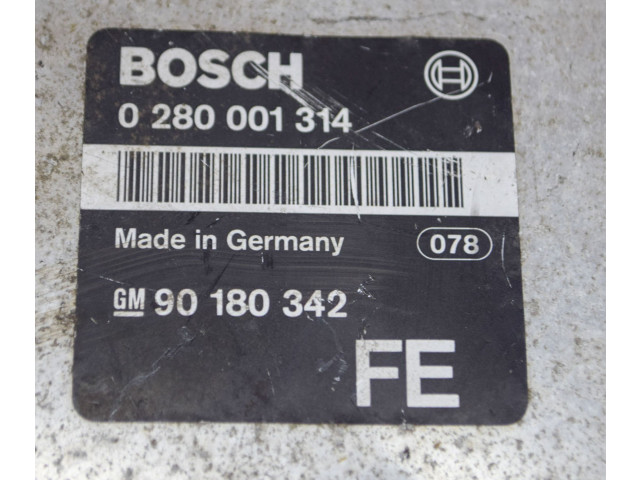 BOSCH
0 280 001 314
Made in Germany 078
GM 90 180 342
FE